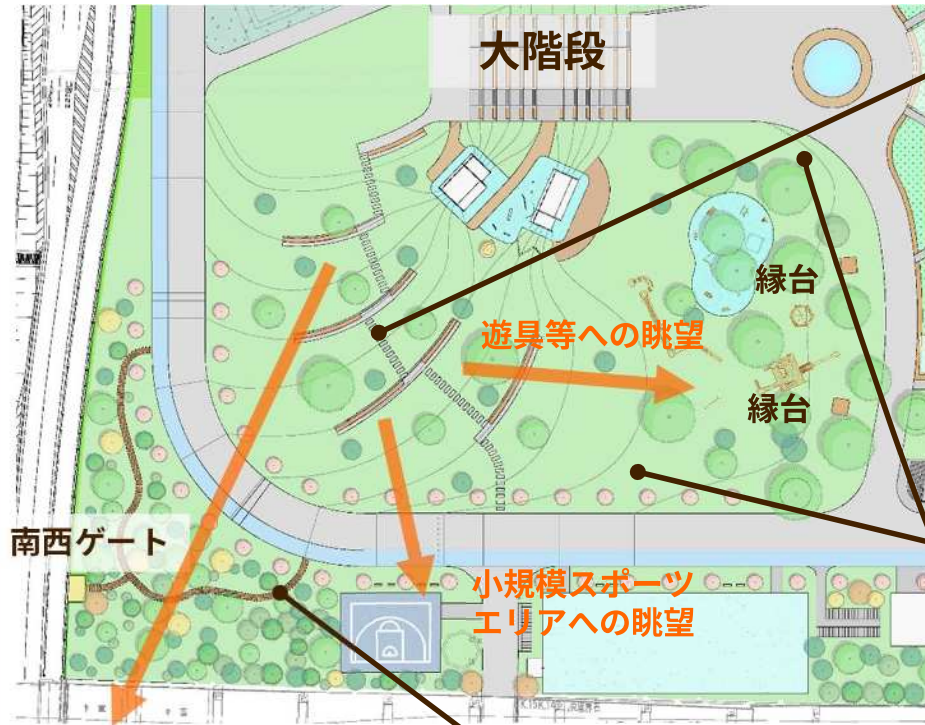 大階段
縁台
遊具等への眺望
縁台
南西ゲート
小規模スポーツ
エリアへの眺望